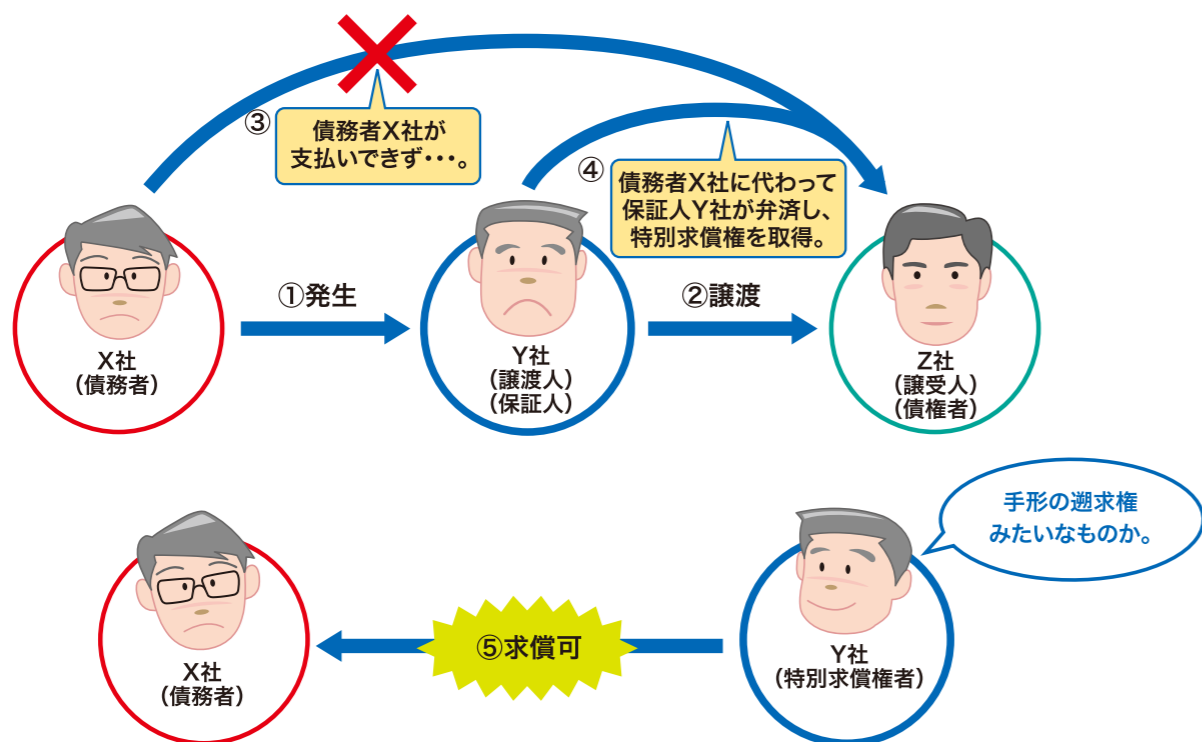 ③
債務者X社が
支払いできず・・・。
④
債務者X社に代わって
保証人Y社が弁済し、
特別求償権を取得。
①発生
②譲渡
X社
（債務者）
Y社
（譲渡人）
（保証人）
Z社
（譲受人）
（債権者）
手形の遡求権
みたいなものか。
⑤求償可
X社
（債務者）
Y社
（特別求償権者）